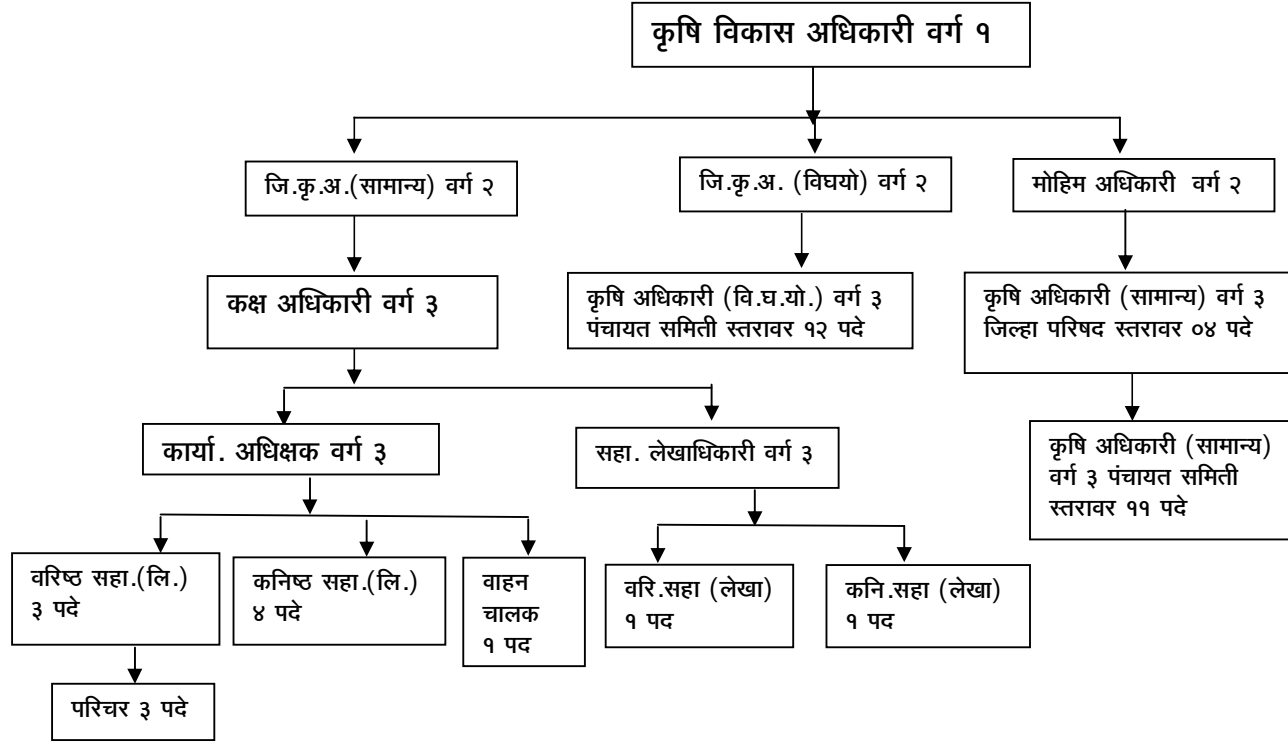 कृषि विकास अधिकारी वर्ग १
जि.कृ.अ.(सामान्य) वर्ग २
जि.कृ.अ. (विघयो) वर्ग २
मोहिम अधिकारी वर्ग २
कक्ष अधिकारी वर्ग ३
कृषि अधिकारी (वि.घ.यो.) वर्ग ३
पंचायत समिती स्तरावर १२ पदे
कृषि अधिकारी (सामान्य) वर्ग ३
जिल्हा परिषद स्तरावर ०४ पदे
कार्या. अधिक्षक वर्ग ३
सहा. लेखाधिकारी वर्ग ३
कृषि अधिकारी (सामान्य)
वर्ग ३ पंचायत समिती
स्तरावर ११ पदे
वरिष्ठ सहा.(लि.)
३ पदे
कनिष्ठ सहा.(लि.)
४ पदे
वाहन
चालक
१ पद
वरि.सहा (लेखा)
१ पद
कनि.सहा (लेखा)
१ पद
परिचर ३ पदे